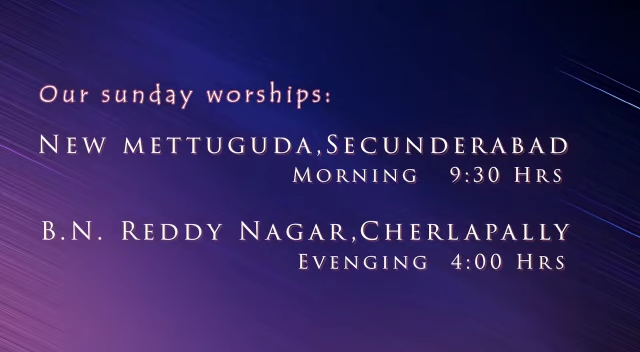 Our sunday worships:
New mettuguda,Secunderabad
Morning 9:30 Hrs
B.N. Reddy Nagar,Cherlapally
Evenging 4:00 Hrs